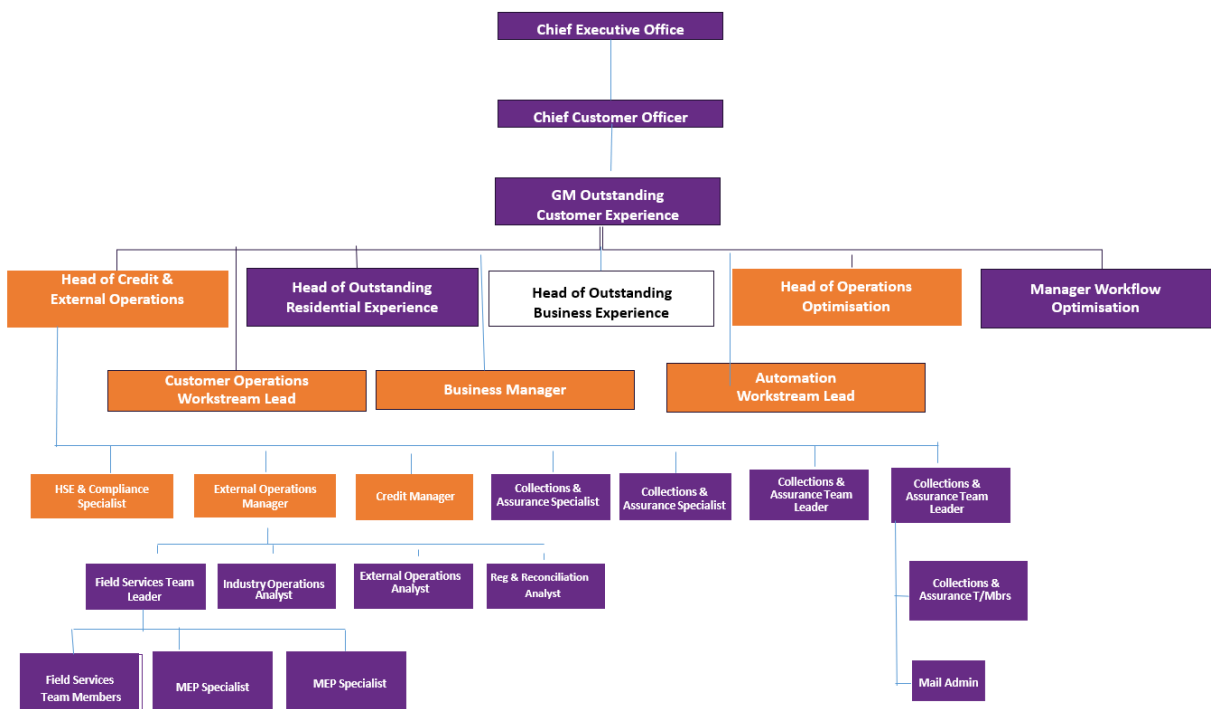 Chief Executive Office
Chief Customer Officer
GM Outstanding
Customer Experience
Head of Credit &
External Operations
Head of Outstanding
Residential Experience
Head of Outstanding
Business Experience
Head of Operations
Optimisation
Manager Workflow
Optimisation
Customer Operations
Workstream Lead
Business Manager
Automation
Workstream Lead
HSE & Compliance
Specialist
External Operations
Manager
Credit Manager
Collections &
Assurance Specialist
Collections &
Assurance Specialist
Collections &
Assurance Team
Leader
Collections &
Assurance Team
Leader
Field Services Team
Leader
Industry Operations
Analyst
External Operations
Analyst
Reg & Reconciliation
Analyst
Collections &
Assurance T/Mbrs
Field Services
Team Members
MEP Specialist
MEP Specialist
Mail Admin